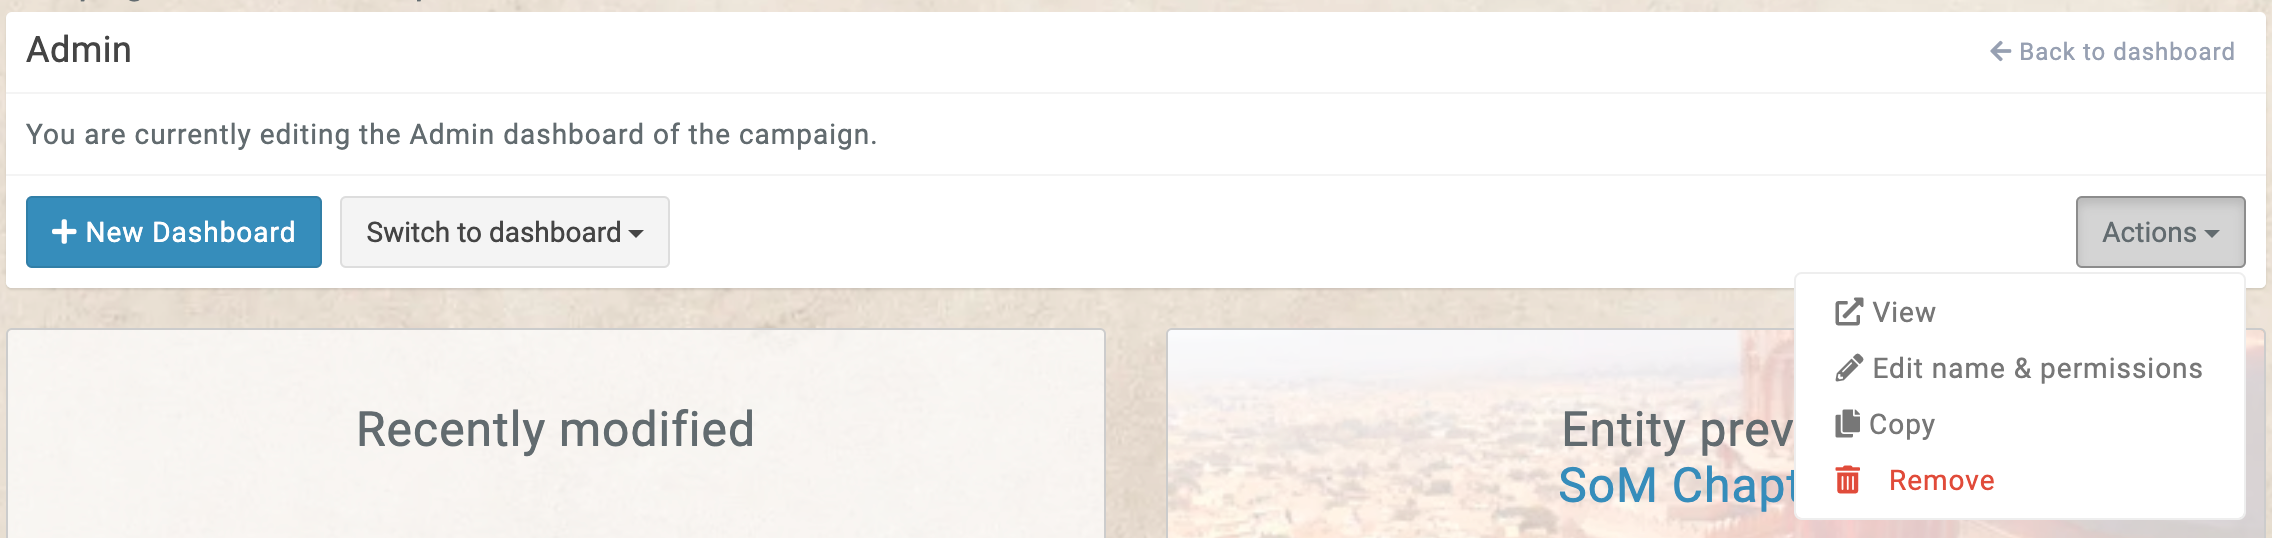 Admin
Back to dashboard
You are currently editing the Admin dashboard of the campaign.
New Dashboard
Switch to dashboard
Actions
View
Edit name & permissions
Copy
Remove
Recently modified
Entity prev
SoM Chapt